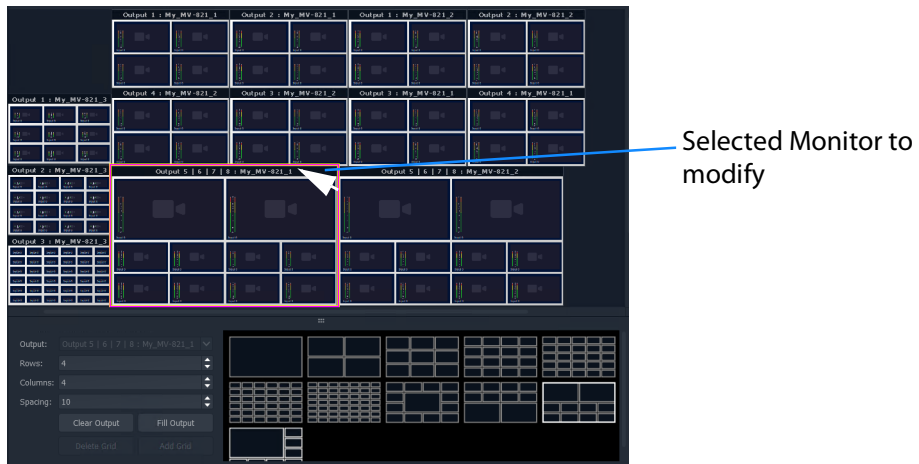 Output 1 : My_MV-821_1 Output 2 : My_MV-821_1 Output 1 : My_MV-821_2 Output 2 : My_MV-821_2
Output 4 : My_MV-821_2 Output 3 : My_MV-821_2 Output 3 : My_MV-821_1 Output 4 : My_MV-821_1
Output 1 : My_MV-821_3
Output 2 : My_MV-821_3
Output 5 | 6 | 7 | 8 : My_MV-821_1 Output 5 | 6 | 7 | 8 : My_MV-821_2
Output 3 : My_MV-821_3
Selected Monitor to
modify
Output: Output 5 | 6 | 7 | 8 : My_MV-821_1
Rows: 4
Columns: 4
Spacing: 10
Clear Output Fill Output
Delete Grid Add Grid